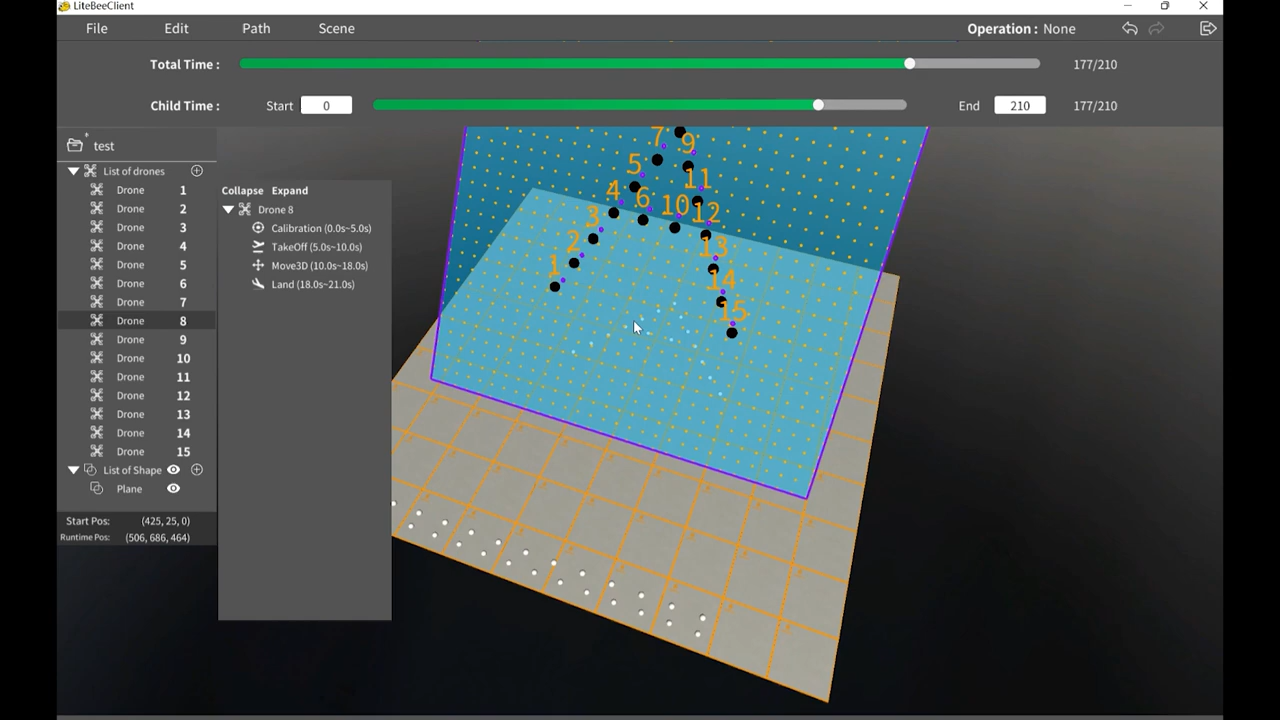 LiteBeeClient
File Edit Path Scene Operation : None
Total Time : 177/210
Child Time : Start 0 End 210 177/210
test
List of drones
Drone 1
Drone 2
Drone 3
Drone 4
Drone 5
Drone 6
Drone 7
Drone 8
Drone 9
Drone 10
Drone 11
Drone 12
Drone 13
Drone 14
Drone 15
List of Shape
Plane
Start Pos: (425, 25, 0)
Runtime Pos: (506, 686, 464)
Collapse Expand
Drone 8
Calibration (0.0s~5.0s)
TakeOff (5.0s~10.0s)
Move3D (10.0s~18.0s)
Land (18.0s~21.0s)
7 9
5 11
4 6 10 12
3
2 13
1 14
15